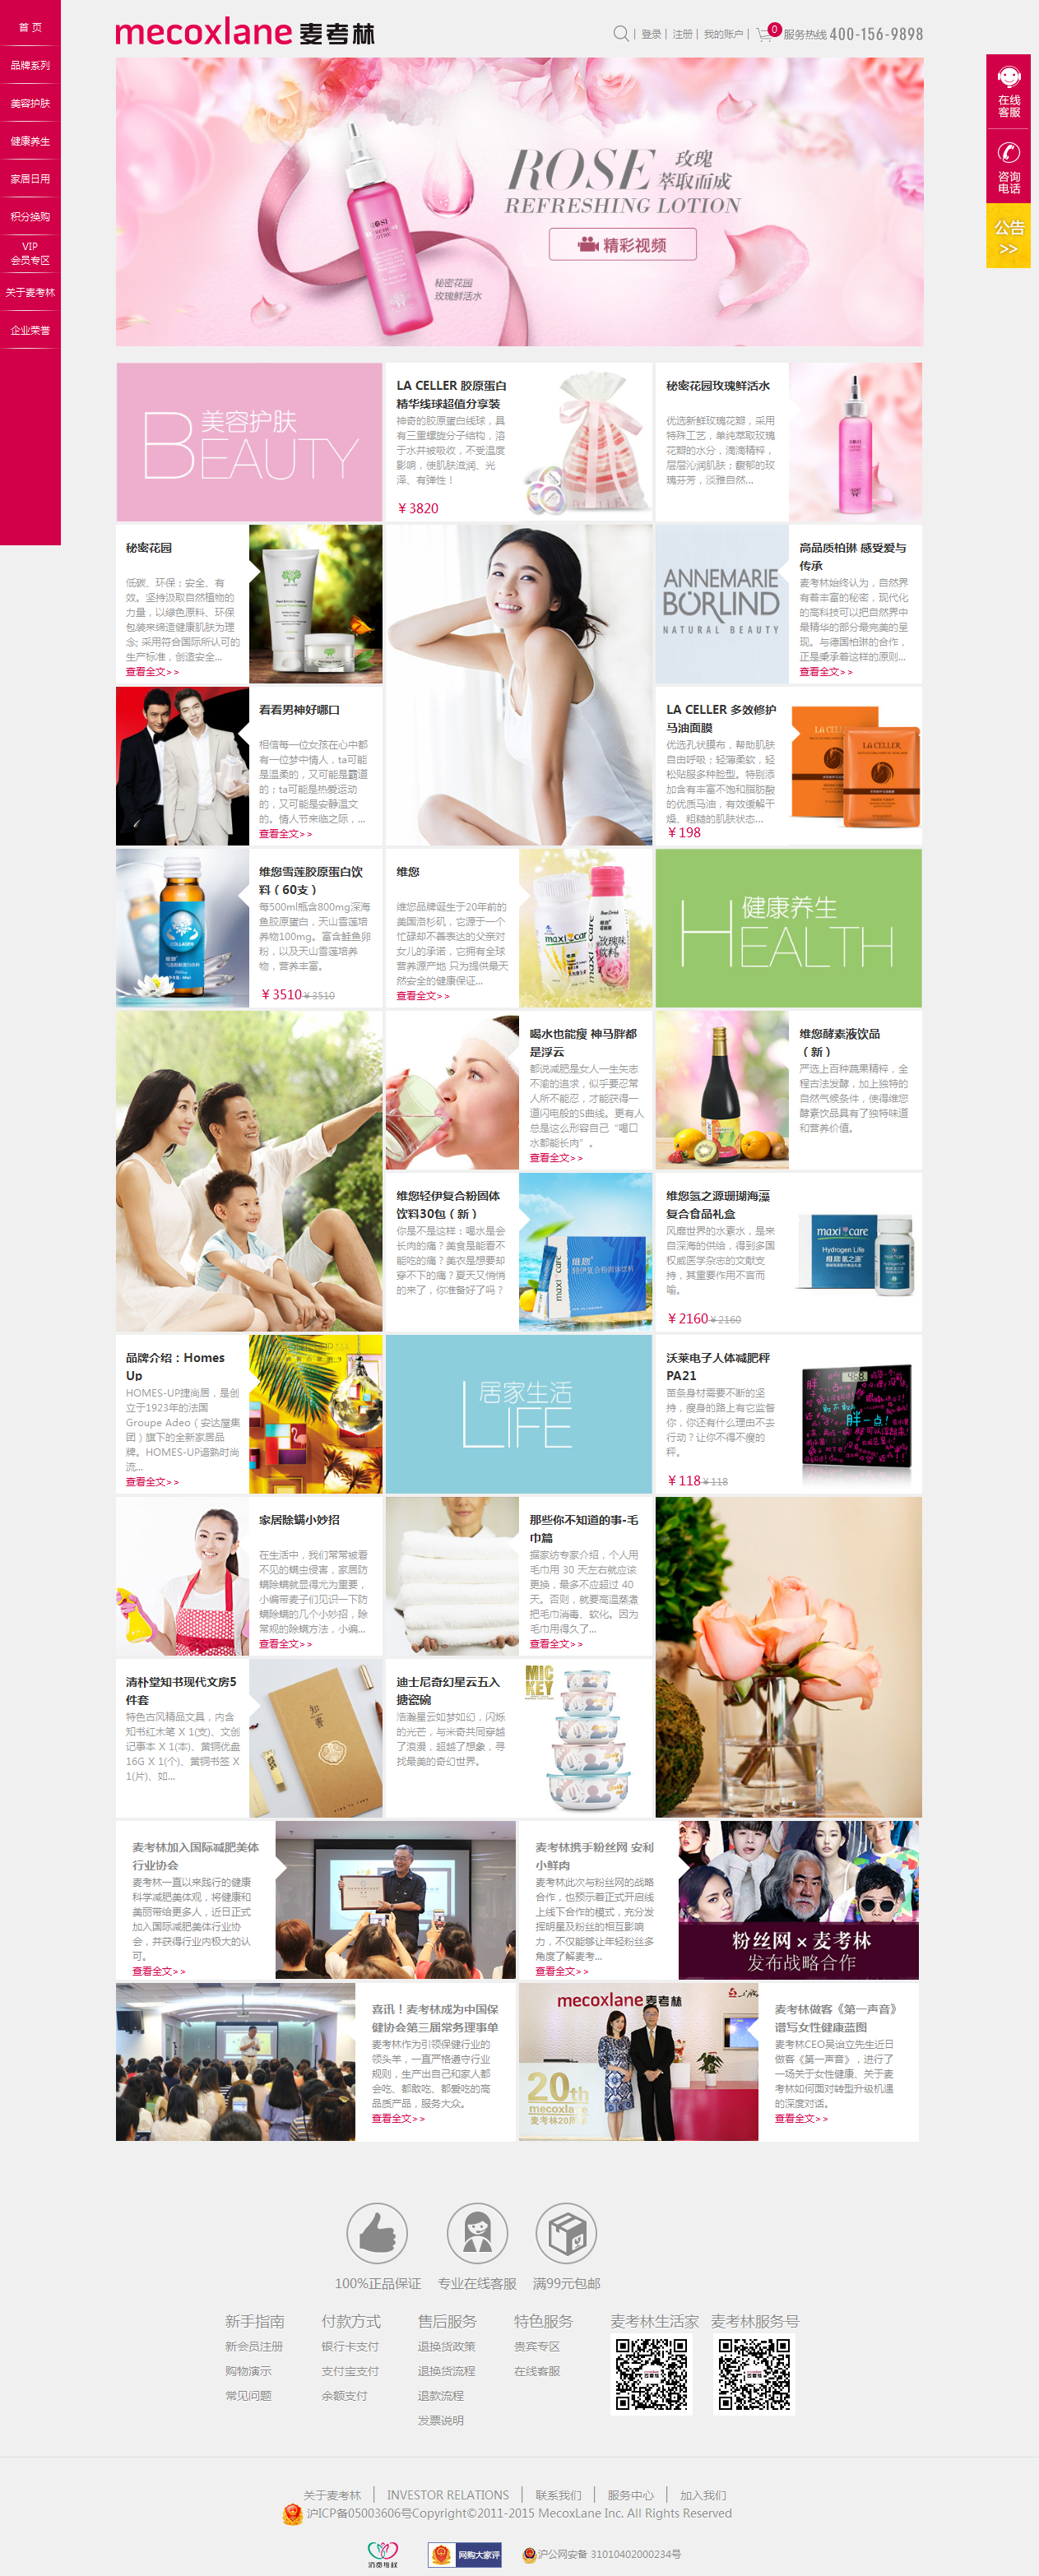 首 页
品牌系列
美容护肤
健康养生
家居日用
积分换购
VIP
会员专区
关于麦考林
企业荣誉
mecoxlane 麦考林
登录 | 注册 | 我的账户 | 0 服务热线 400-156-9898
在线
客服
咨询
电话
公告
>>
ROSE 玫瑰
萃取而成
REFRESHING LOTION
精彩视频
秘密花园
玫瑰鲜活水
美容护肤
BEAUTY
LA CELLER 胶原蛋白
精华线球超值分享装
神奇的胶原蛋白线球，具
有三重螺旋分子结构，溶
于水并被吸收，不受温度
影响，使肌肤滋润、光
泽、有弹性！
￥3820
秘密花园玫瑰鲜活水
优选新鲜玫瑰花瓣，采用
特殊工艺，单纯萃取玫瑰
花瓣的水分，滴滴精粹，
层层沁润肌肤；馥郁的玫
瑰芬芳，淡雅自然...
秘密花园
低碳、环保；安全、有
效。坚持汲取自然植物的
力量，以绿色原料、环保
包装来缔造健康肌肤为理
念; 采用符合国际所认可的
生产标准，创造安全...
查看全文>>
ANNEMARIE
BÖRLIND
NATURAL BEAUTY
高品质柏琳 感受爱与
传承
麦考林始终认为，自然界
有着丰富的秘密，现代化
的高科技可以把自然界中
最精华的部分最完美的呈
现。与德国柏琳的合作，
正是秉承着这样的原则...
查看全文>>
看看男神好哪口
相信每一位女孩在心中都
有一位梦中情人，ta可能
是温柔的，又可能是霸道
的；ta可能是热爱运动
的，又可能是安静温文
的。情人节来临之际，...
查看全文>>
LA CELLER 多效修护
马油面膜
优选孔状膜布，帮助肌肤
自由呼吸；轻薄柔软，轻
松贴服多种脸型。特别添
加含有丰富不饱和脂肪酸
的优质马油，有效缓解干
燥、粗糙的肌肤状态...
￥198
LA CELLER
维您雪莲胶原蛋白饮
料（60支）
每500ml瓶含800mg深海
鱼胶原蛋白，天山雪莲培
养物100mg。富含鲑鱼卵
粉，以及天山雪莲培养
物，营养丰富。
￥3510￥3510
维您
维您品牌诞生于20年前的
美国洛杉矶，它源于一个
忙碌却不善表达的父亲对
女儿的承诺，它拥有全球
营养源产地 只为提供最天
然安全的健康保证...
查看全文>>
maxi care
玫瑰味
饮料
健康养生
HEALTH
喝水也能瘦 神马胖都
是浮云
都说减肥是女人一生矢志
不渝的追求，似乎要忍常
人所不能忍，才能获得一
道闪电般的S曲线。更有人
总是这么形容自己“喝口
水都能长肉”。
查看全文>>
维您酵素液饮品
（新）
严选上百种蔬果精粹，全
程古法发酵，加上独特的
自然气候条件，使得维您
酵素饮品具有了独特味道
和营养价值。
维您轻伊复合粉固体
饮料30包（新）
你是不是这样：喝水是会
长肉的痛？美食是能看不
能吃的痛？美衣是想要却
穿不下的痛？夏天又悄悄
的来了，你准备好了吗？
维您
轻伊复合粉固体饮料
maxi care
维您氢之源珊瑚海藻
复合食品礼盒
风靡世界的水素水，是来
自深海的供给，得到多国
权威医学杂志的文献支
持，其重要作用不言而
喻。
￥2160￥2160
maxi care
Hydrogen Life
维您氢之源
品牌介绍：Homes
Up
HOMES-UP捷尚居，是创
立于1923年的法国
Groupe Adeo（安达屋集
团）旗下的全新家居品
牌。HOMES-UP谙熟时尚
流...
查看全文>>
居家生活
LIFE
沃莱电子人体减肥秤
PA21
苗条身材需要不断的坚
持，瘦身的路上有它监督
你，你还有什么理由不去
行动？让你不得不瘦的
秤。
￥118￥118
胖一点!
家居除螨小妙招
在生活中，我们常常被看
不见的螨虫侵害，家居防
螨除螨就显得尤为重要，
小编带麦子们见识一下防
螨除螨的几个小妙招，除
常规的除螨方法，小编...
查看全文>>
那些你不知道的事-毛
巾篇
据家纺专家介绍，个人用
毛巾用 30 天左右就应该
更换，最多不应超过 40
天。否则，就要高温蒸煮
把毛巾消毒、软化。因为
毛巾用得久了...
查看全文>>
清朴堂知书现代文房5
件套
特色古风精品文具，内含
知书红木笔 X 1(支)、文创
记事本 X 1(本)、黄铜优盘
16G X 1(个)、黄铜书签 X
1(片)、如...
知書
迪士尼奇幻星云五入
搪瓷碗
浩瀚星云如梦如幻，闪烁
的光芒，与米奇共同穿越
了浪漫，超越了想象，寻
找最美的奇幻世界。
MIC
KEY
麦考林加入国际减肥美体
行业协会
麦考林一直以来践行的健康
科学减肥美体观，将健康和
美丽带给更多人，近日正式
加入国际减肥美体行业协
会，并获得行业内极大的认
可。
查看全文>>
麦考林携手粉丝网 安利
小鲜肉
麦考林此次与粉丝网的战略
合作，也预示着正式开启线
上线下合作的模式，充分发
挥明星及粉丝的相互影响
力，不仅能够让年轻粉丝多
角度了解麦考...
查看全文>>
粉丝网 × 麦考林
发布战略合作
喜讯！麦考林成为中国保
健协会第三届常务理事单
麦考林作为引领保健行业的
领头羊，一直严格遵守行业
规则，生产出自己和家人都
会吃、都敢吃、都爱吃的高
品质产品，服务大众。
查看全文>>
mecoxlane 麦考林
20th
mecoxlane
麦考林20周年
麦考林做客《第一声音》
谱写女性健康蓝图
麦考林CEO吴诒立先生近日
做客《第一声音》，进行了
一场关于女性健康、关于麦
考林如何面对转型升级机遇
的深度对话。
查看全文>>
100%正品保证 专业在线客服 满99元包邮
新手指南 付款方式 售后服务 特色服务 麦考林生活家 麦考林服务号
新会员注册 银行卡支付 退换货政策 贵宾专区
购物演示 支付宝支付 退换货流程 在线客服
常见问题 余额支付 退款流程
发票说明
关于麦考林 | INVESTOR RELATIONS | 联系我们 | 服务中心 | 加入我们
沪ICP备05003606号Copyright©2011-2015 MecoxLane Inc. All Rights Reserved
消费维权 网购大家评 沪公网安备 31010402000234号